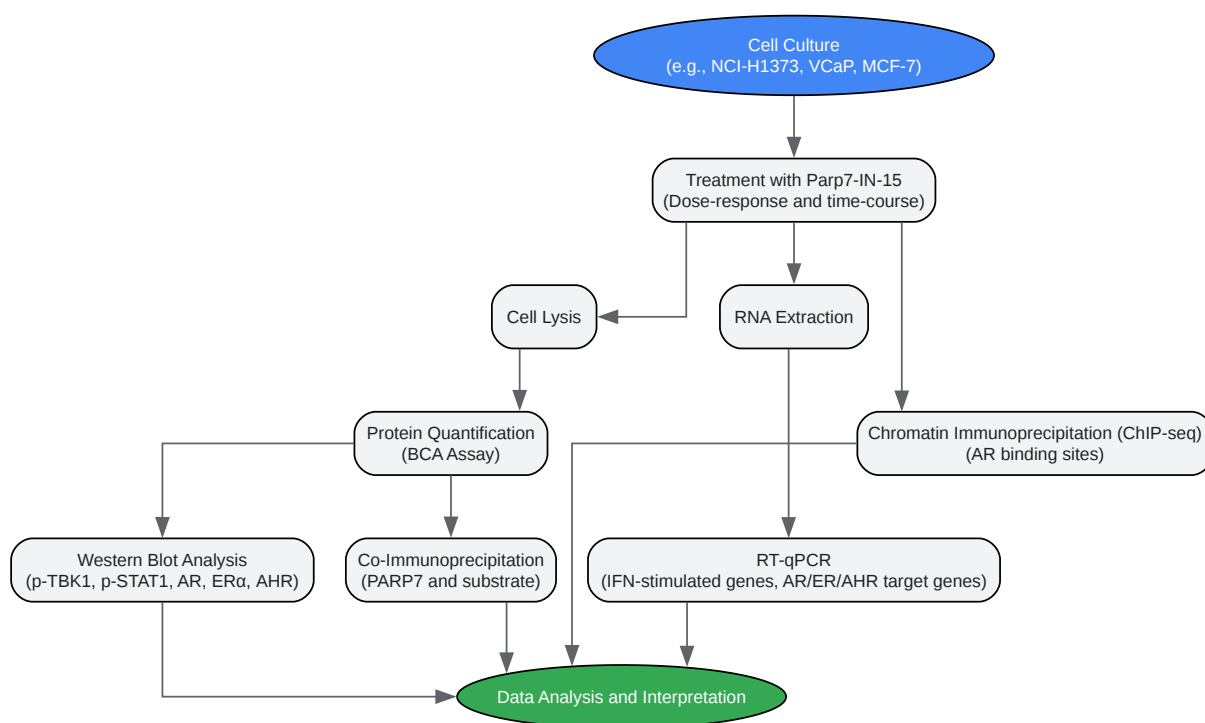 Cell Culture
(e.g., NCI-H1373, VCaP, MCF-7)
Treatment with Parp7-IN-15
(Dose-response and time-course)
Cell Lysis
RNA Extraction
Protein Quantification
(BCA Assay)
Chromatin Immunoprecipitation (ChIP-seq)
(AR binding sites)
Western Blot Analysis
(p-TBK1, p-STAT1, AR, ERα, AHR)
Co-Immunoprecipitation
(PARP7 and substrate)
RT-qPCR
(IFN-stimulated genes, AR/ER/AHR target genes)
Data Analysis and Interpretation